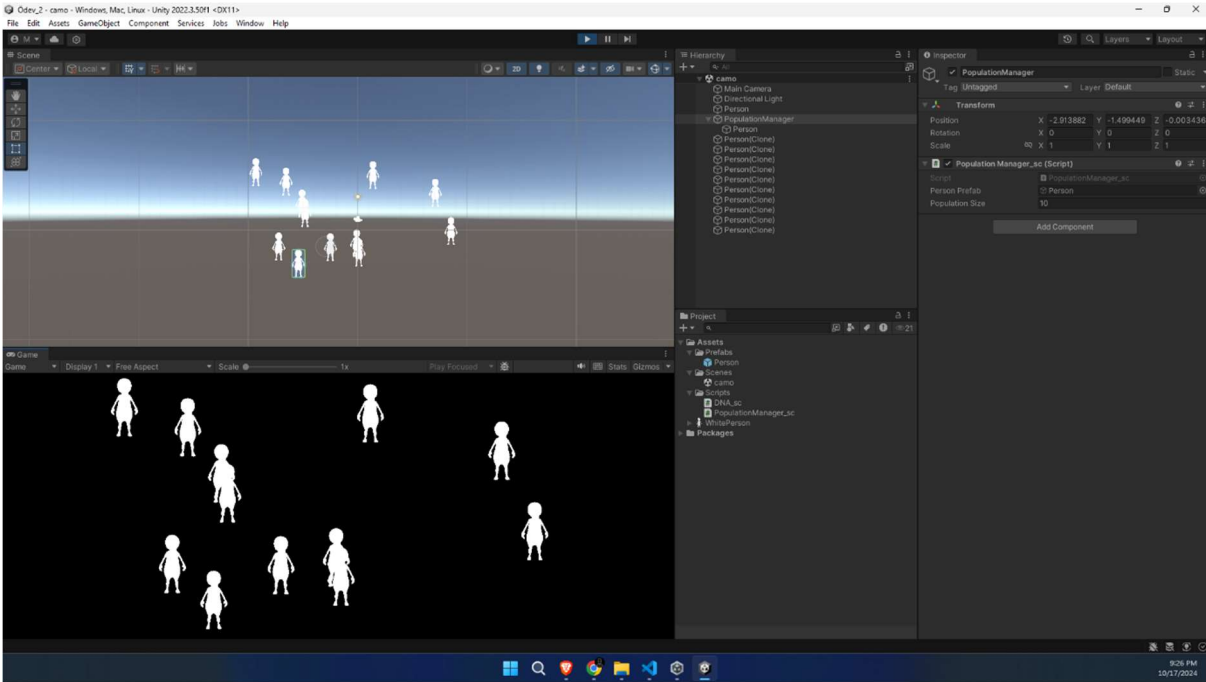 Ödev_2 - camo - Windows, Mac, Linux - Unity 2022.3.50f1 <DX11>
File Edit Assets GameObject Component Services Jobs Window Help
M
Layers Layout
Scene
Center Local 2D
Game
Game Display 1 Free Aspect Scale 1x Play Focused Stats Gizmos
Hierarchy
All
camo
Main Camera
Directional Light
Person
PopulationManager
Person
Person(Clone)
Person(Clone)
Person(Clone)
Person(Clone)
Person(Clone)
Person(Clone)
Person(Clone)
Person(Clone)
Person(Clone)
Person(Clone)
Project
21
Assets
Prefabs
Person
Scenes
camo
Scripts
DNA_sc
PopulationManager_sc
WhitePerson
Packages
Inspector
PopulationManager Static
Tag Untagged Layer Default
Transform
Position X -2.913882 Y -1.499449 Z -0.003436
Rotation X 0 Y 0 Z 0
Scale X 1 Y 1 Z 1
Population Manager_sc (Script)
Script PopulationManager_sc
Person Prefab Person
Population Size 10
Add Component
9:26 PM
10/17/2024